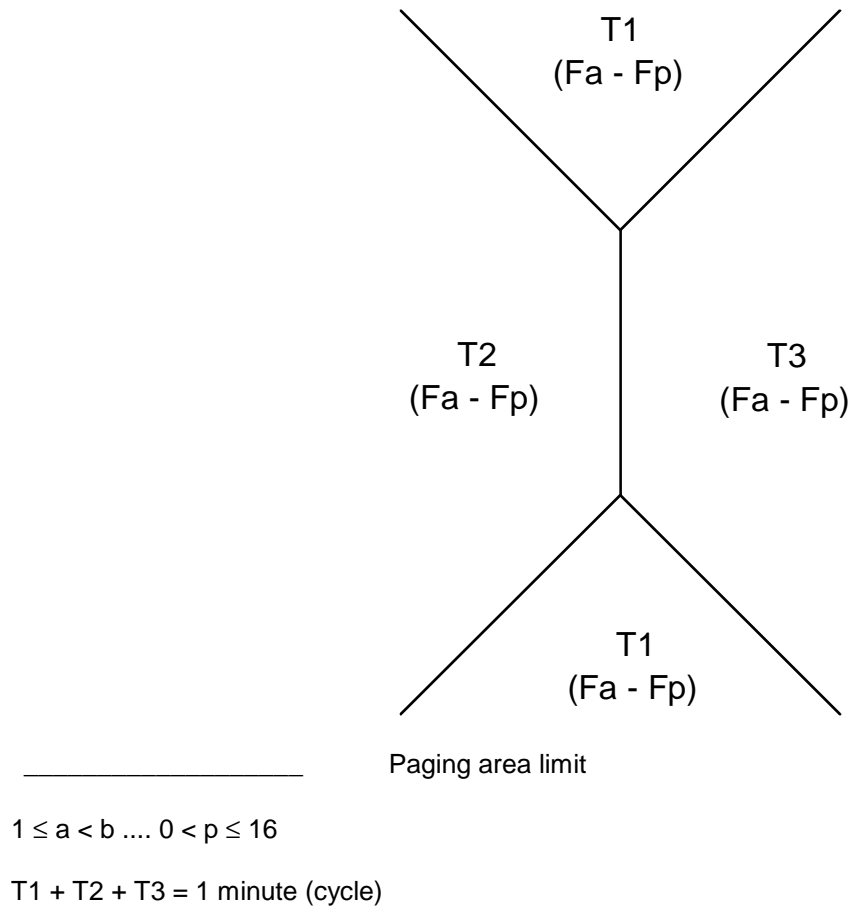 T1
(Fa - Fp)
T2
(Fa - Fp)
T3
(Fa - Fp)
T1
(Fa - Fp)
Paging area limit
1 ≤ a < b .... 0 < p ≤ 16
T1 + T2 + T3 = 1 minute (cycle)